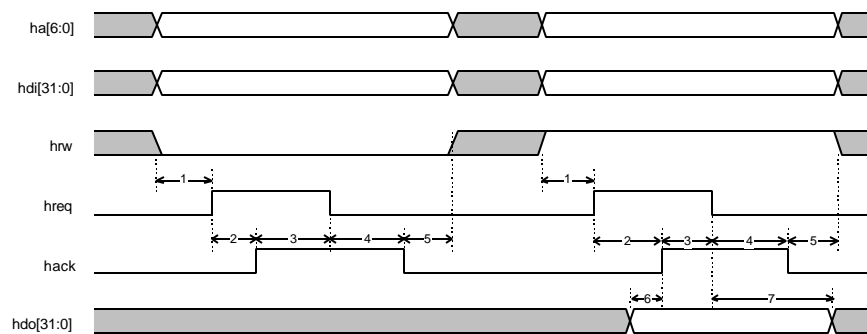 ha[6:0]
hdi[31:0]
hrw
1 1
hreq
2 3 4 5 2 3 4 5
hack
6 7
hdo[31:0]